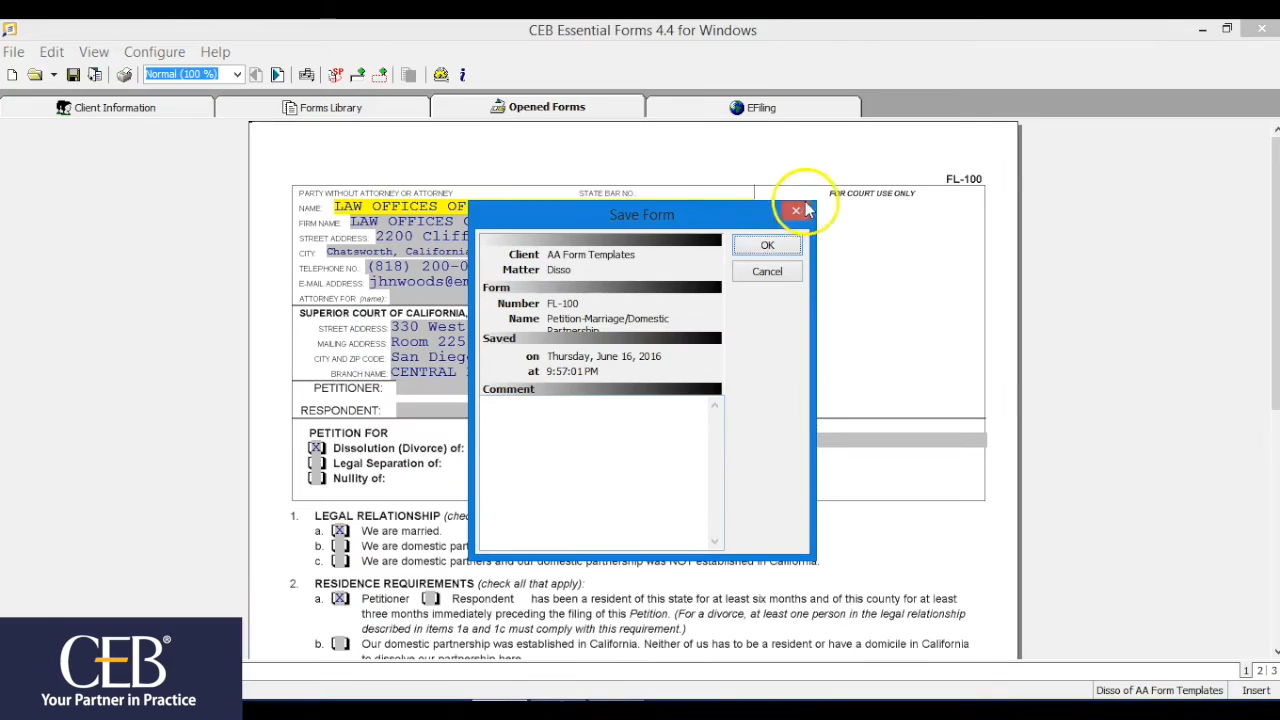 CEB Essential Forms 4.4 for Windows
File Edit View Configure Help
Normal (100 %)
Client Information Forms Library Opened Forms EFiling
FL-100
PARTY WITHOUT ATTORNEY OR ATTORNEY STATE BAR NO. FOR COURT USE ONLY
NAME: LAW OFFICES OF
FIRM NAME: LAW OFFICES
STREET ADDRESS: 2200 Cliff
CITY: Chatsworth, California
TELEPHONE NO.: (818) 200-0
E-MAIL ADDRESS: jhnwoods@em
ATTORNEY FOR (name):
SUPERIOR COURT OF CALIFORNIA,
STREET ADDRESS: 330 West
MAILING ADDRESS: Room 225
CITY AND ZIP CODE: San Dieg
BRANCH NAME: CENTRAL
PETITIONER:
RESPONDENT:
PETITION FOR
X Dissolution (Divorce) of:
Legal Separation of:
Nullity of:
Save Form
Client AA Form Templates
Matter Disso
Form
Number FL-100
Name Petition-Marriage/Domestic
Partnership
Saved
on Thursday, June 16, 2016
at 9:57:01 PM
Comment
OK
Cancel
1. LEGAL RELATIONSHIP (chec
a. X We are married.
b. We are domestic part
c. We are domestic partners and our domestic partnership was NOT established in California.
2. RESIDENCE REQUIREMENTS (check all that apply):
a. X Petitioner Respondent has been a resident of this state for at least six months and of this county for at least
three months immediately preceding the filing of this Petition. (For a divorce, at least one person in the legal relationship
described in items 1a and 1c must comply with this requirement.)
b. Our domestic partnership was established in California. Neither of us has to be a resident or have a domicile in California
to dissolve our partnership here.
1 2 3
Disso of AA Form Templates Insert
CEB®
Your Partner in Practice